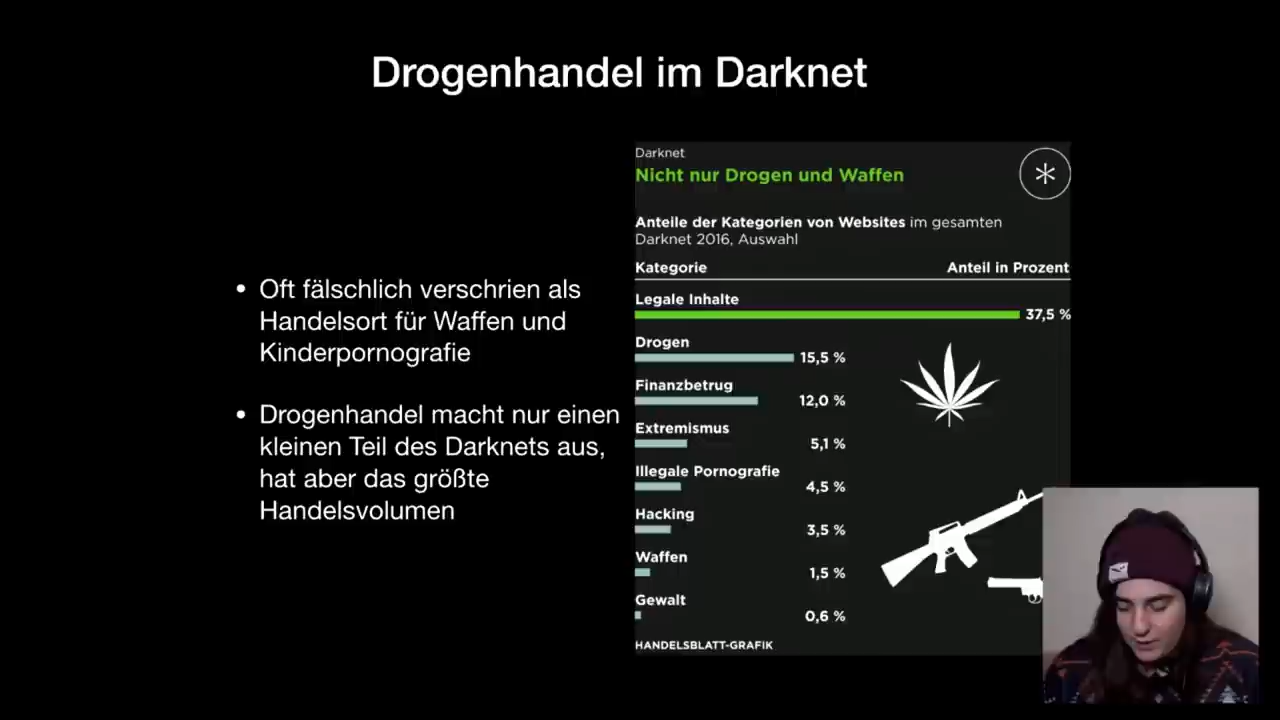 Drogenhandel im Darknet
• Oft fälschlich verschrien als
Handelsort für Waffen und
Kinderpornografie
• Drogenhandel macht nur einen
kleinen Teil des Darknets aus,
hat aber das größte
Handelsvolumen
Darknet
Nicht nur Drogen und Waffen
Anteile der Kategorien von Websites im gesamten
Darknet 2016, Auswahl
Kategorie Anteil in Prozent
Legale Inhalte
37,5 %
Drogen
15,5 %
Finanzbetrug
12,0 %
Extremismus
5,1 %
Illegale Pornografie
4,5 %
Hacking
3,5 %
Waffen
1,5 %
Gewalt
0,6 %
HANDELSBLATT-GRAFIK